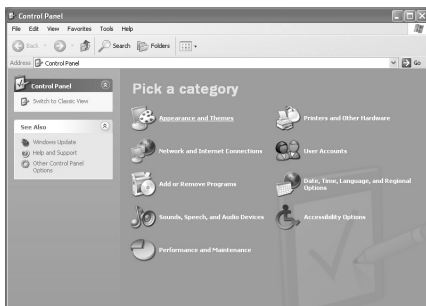 Control Panel
File Edit View Favorites Tools Help
Back Search Folders
Address Control Panel Go
Control Panel
Switch to Classic View
See Also
Windows Update
Help and Support
Other Control Panel
Options
Pick a category
Appearance and Themes
Printers and Other Hardware
Network and Internet Connections
User Accounts
Add or Remove Programs
Date, Time, Language, and Regional
Options
Sounds, Speech, and Audio Devices
Accessibility Options
Performance and Maintenance